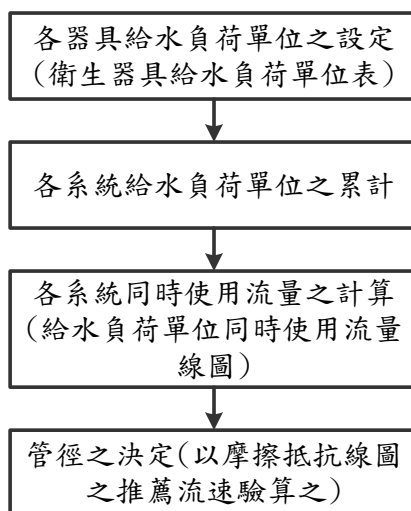 各器具給水負荷單位之設定
(衛生器具給水負荷單位表)
各系統給水負荷單位之累計
各系統同時使用流量之計算
(給水負荷單位同時使用流量
線圖)
管徑之決定(以摩擦抵抗線圖
之推薦流速驗算之)